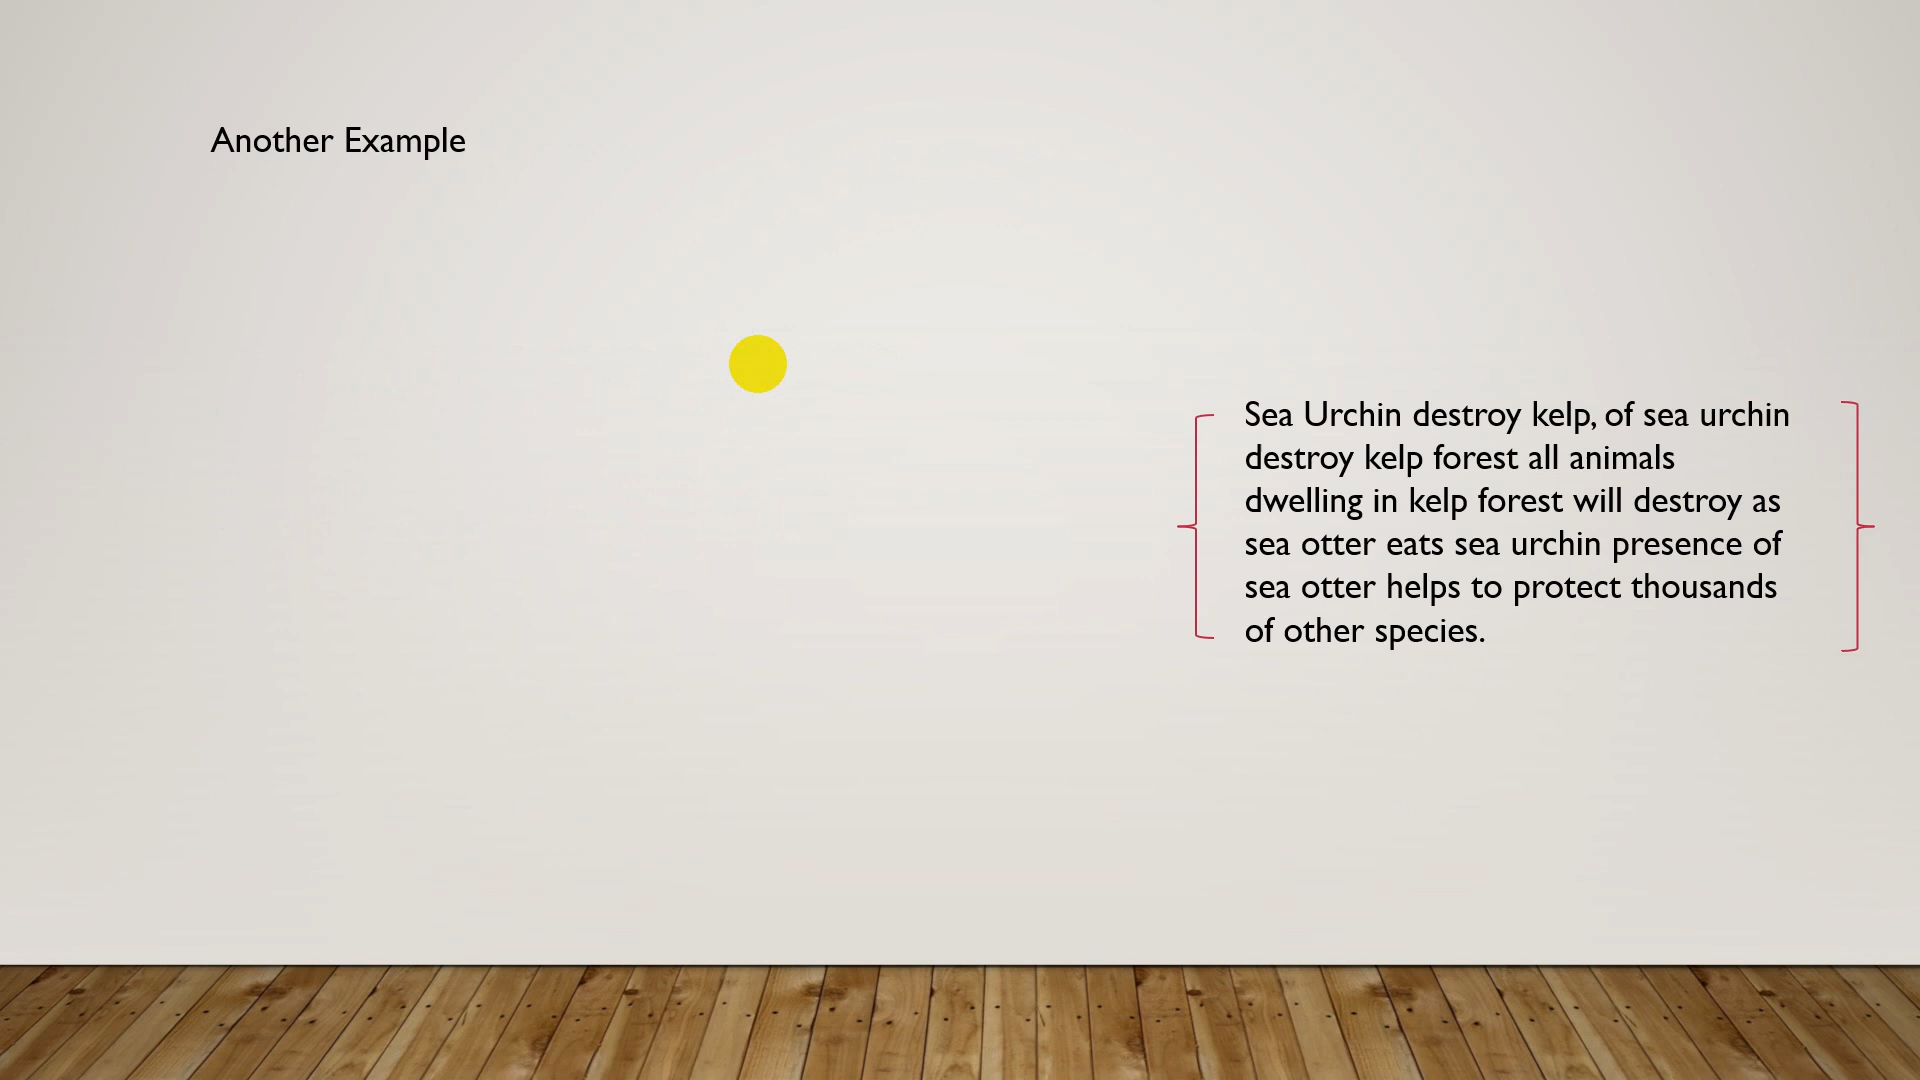 Another Example
Sea Urchin destroy kelp, of sea urchin
destroy kelp forest all animals
dwelling in kelp forest will destroy as
sea otter eats sea urchin presence of
sea otter helps to protect thousands
of other species.